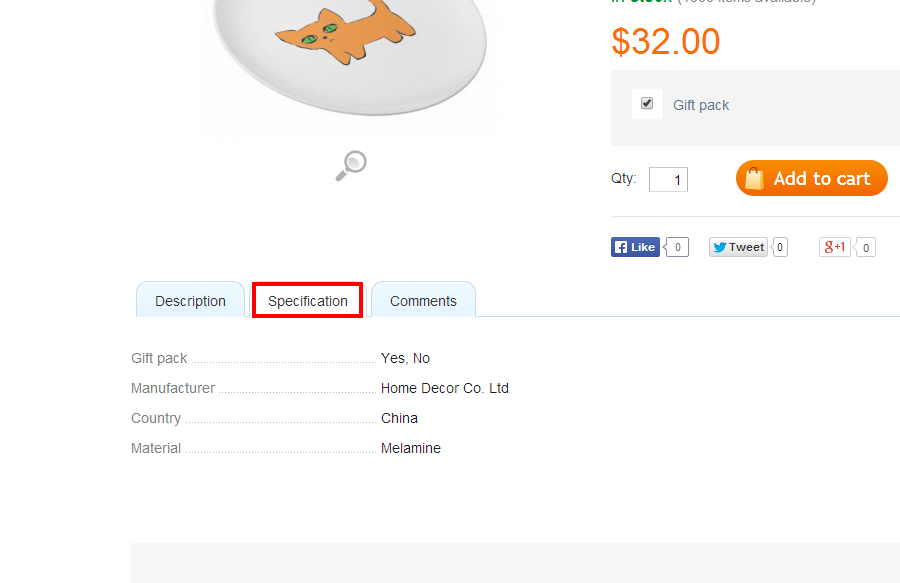 $32.00
Gift pack
Qty: 1
Add to cart
Like 0
Tweet 0
g+1 0
Description Specification Comments
Gift pack Yes, No
Manufacturer Home Decor Co. Ltd
Country China
Material Melamine